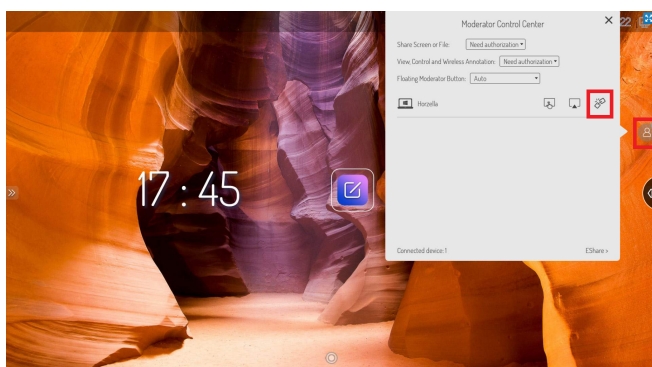 Moderator Control Center
22
Share Screen or File: Need authorization
View, Control and Wireless Annotation: Need authorization
Floating Moderator Button: Auto
Horzella
17 : 45
Connected device: 1
EShare >